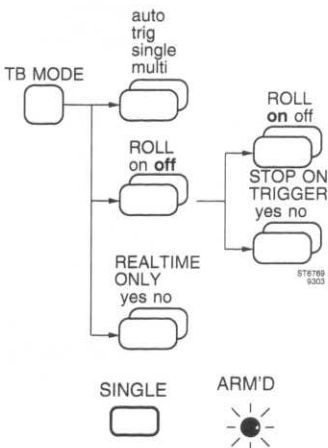 auto
trig
single
multi
TB MODE
ROLL
on off
ROLL
on off
STOP ON
TRIGGER
yes no
ST6769
9303
REALTIME
ONLY
yes no
SINGLE
ARM'D